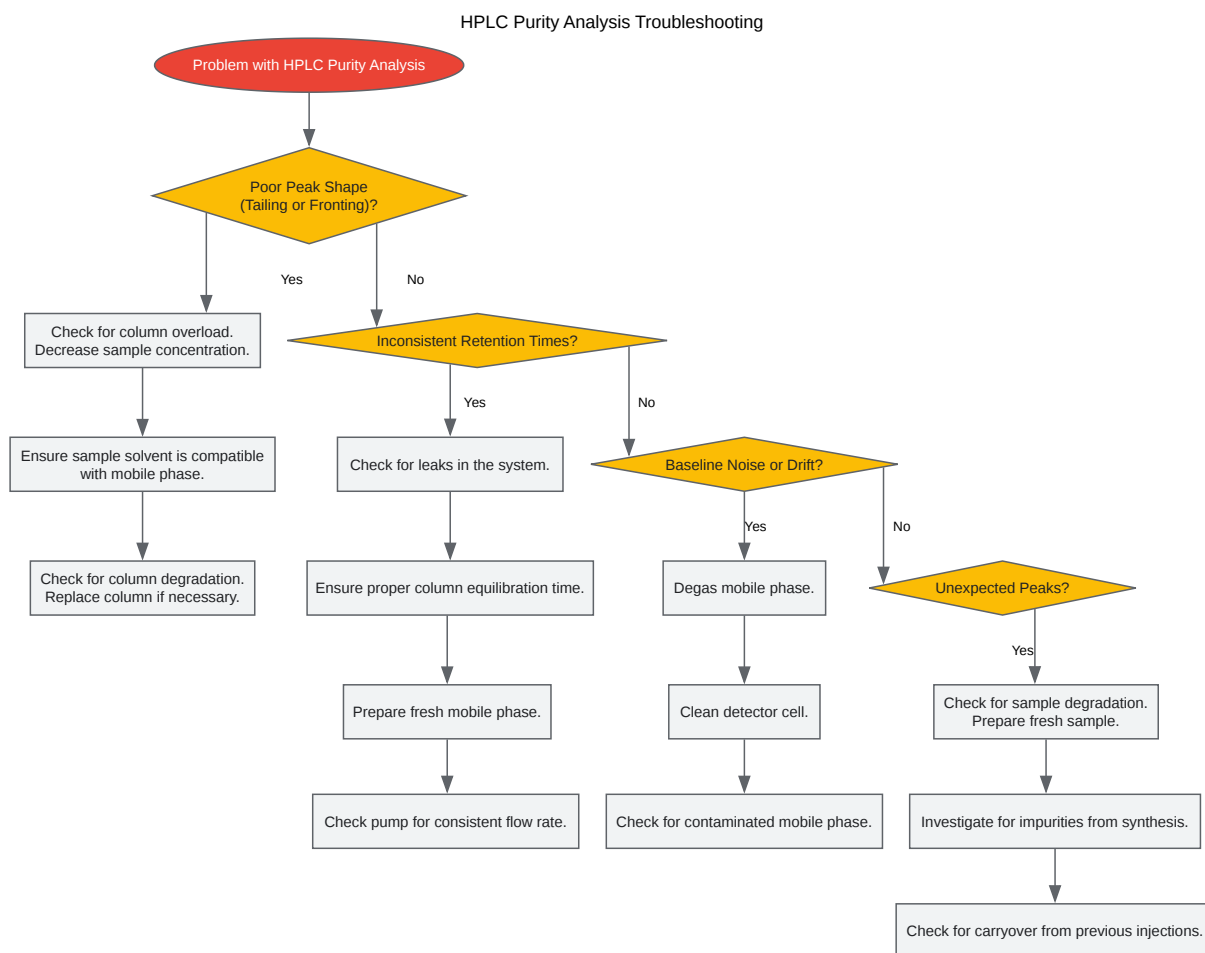 HPLC Purity Analysis Troubleshooting
Problem with HPLC Purity Analysis
Poor Peak Shape
(Tailing or Fronting)?
Yes
No
Check for column overload.
Decrease sample concentration.
Inconsistent Retention Times?
Yes
No
Ensure sample solvent is compatible
with mobile phase.
Check for leaks in the system.
Baseline Noise or Drift?
Yes
No
Check for column degradation.
Replace column if necessary.
Ensure proper column equilibration time.
Degas mobile phase.
Unexpected Peaks?
Yes
Prepare fresh mobile phase.
Clean detector cell.
Check for sample degradation.
Prepare fresh sample.
Check pump for consistent flow rate.
Check for contaminated mobile phase.
Investigate for impurities from synthesis.
Check for carryover from previous injections.